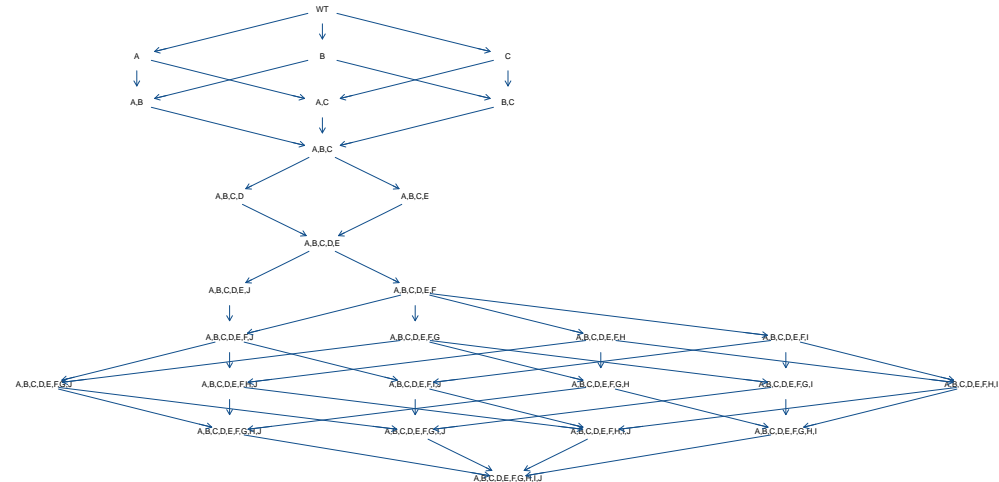 WT
A B C
A,B A,C B,C
A,B,C
A,B,C,D A,B,C,E
A,B,C,D,E
A,B,C,D,E,J A,B,C,D,E,F
A,B,C,D,E,F,J A,B,C,D,E,F,G A,B,C,D,E,F,H A,B,C,D,E,F,I
A,B,C,D,E,F,G,J A,B,C,D,E,F,H,J A,B,C,D,E,F,I,J A,B,C,D,E,F,G,H A,B,C,D,E,F,G,I A,B,C,D,E,F,H,I
A,B,C,D,E,F,G,H,J A,B,C,D,E,F,G,I,J A,B,C,D,E,F,H,I,J A,B,C,D,E,F,G,H,I
A,B,C,D,E,F,G,H,I,J